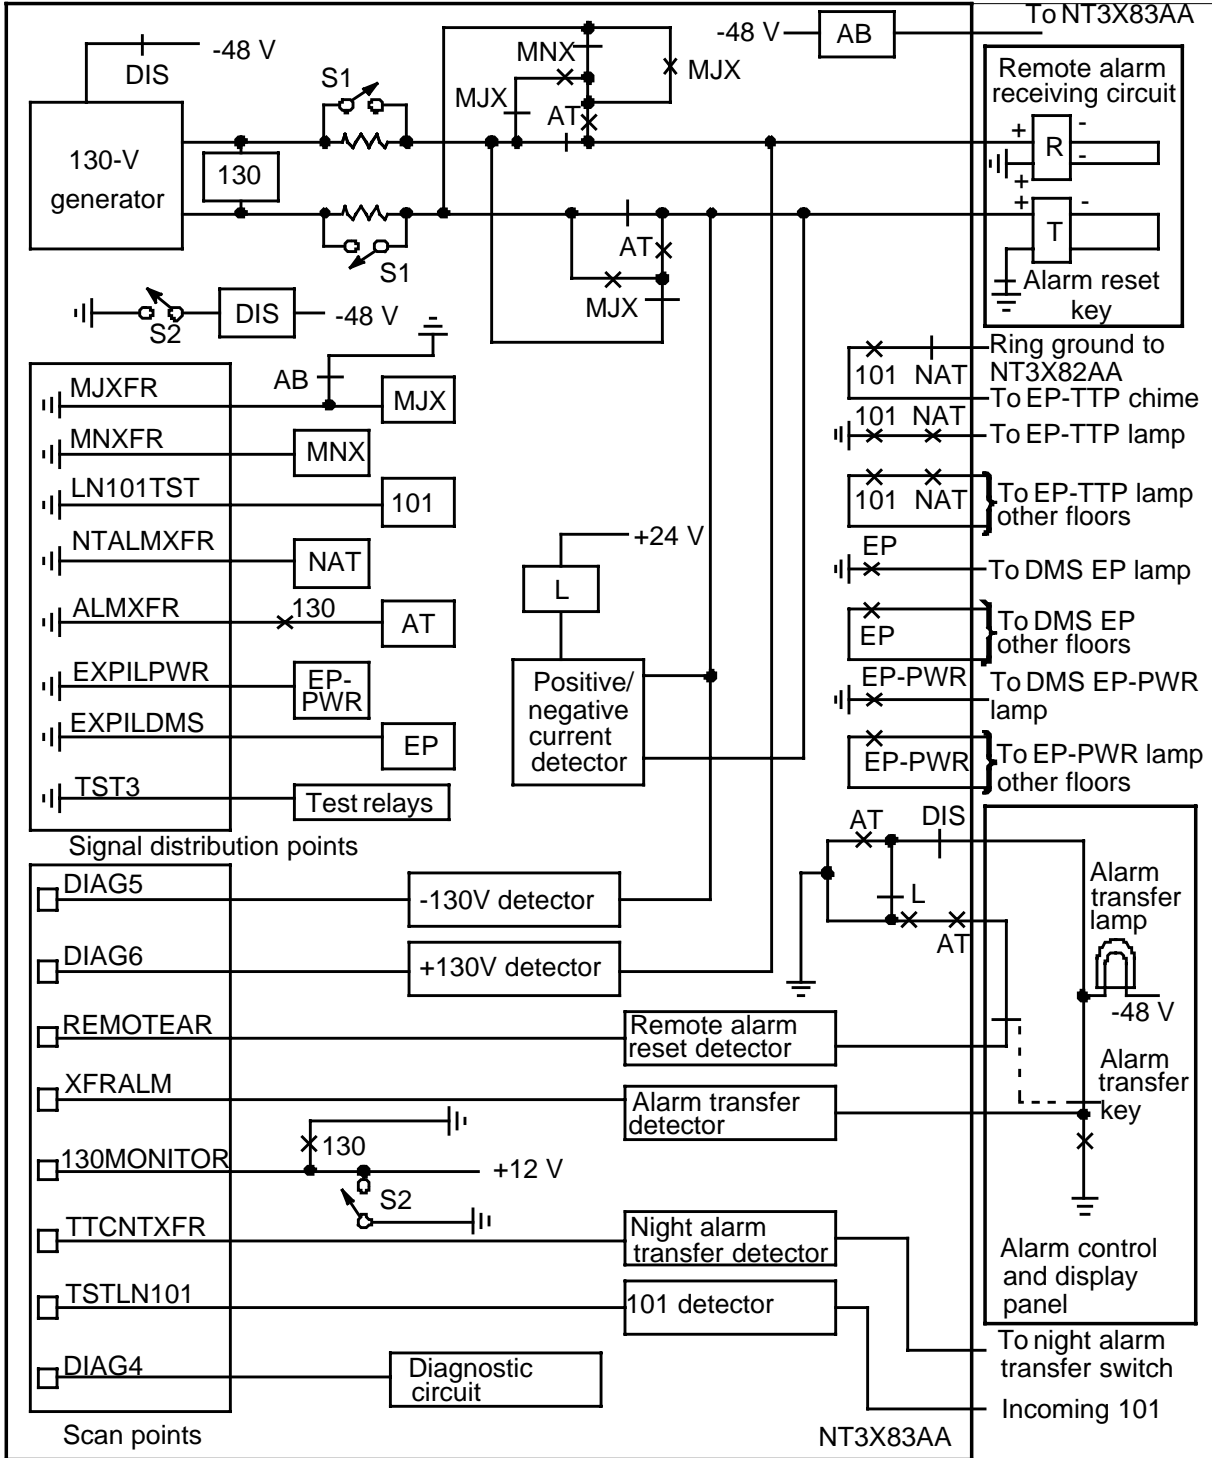 To NT3X83AA
-48 V
AB
-48 V
DIS
MNX
MJX
S1
MJX
AT
Remote alarm
receiving circuit
+
-
R
-
+
+
-
T
Alarm reset
key
130-V
generator
130
S1
AT
MJX
S2
DIS
-48 V
AB
MJXFR
MJX
MNXFR
MNX
LN101TST
101
NTALMXFR
NAT
ALMXFR
130
AT
EXPILPWR
EP-
PWR
EXPILDMS
EP
TST3
Test relays
Signal distribution points
+24 V
L
Positive/
negative
current
detector
101 NAT
Ring ground to
NT3X82AA
To EP-TTP chime
101 NAT
To EP-TTP lamp
101 NAT
To EP-TTP lamp
other floors
EP
To DMS EP lamp
EP
To DMS EP
other floors
EP-PWR
To DMS EP-PWR
lamp
EP-PWR
To EP-PWR lamp
other floors
AT
DIS
L
AT
Alarm
transfer
lamp
-48 V
Alarm
transfer
key
Alarm control
and display
panel
DIAG5
-130V detector
DIAG6
+130V detector
REMOTEAR
Remote alarm
reset detector
XFRALM
Alarm transfer
detector
130
130MONITOR
+12 V
S2
TTCNTXFR
Night alarm
transfer detector
TSTLN101
101 detector
DIAG4
Diagnostic
circuit
To night alarm
transfer switch
Incoming 101
Scan points
NT3X83AA